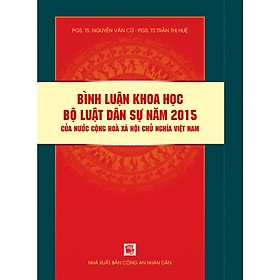 PGS. TS. NGUYỄN VĂN CỪ - PGS. TS TRẦN THỊ HUỆ
BÌNH LUẬN KHOA HỌC
BỘ LUẬT DÂN SỰ NĂM 2015
CỦA NƯỚC CỘNG HOÀ XÃ HỘI CHỦ NGHĨA VIỆT NAM
NHÀ XUẤT BẢN CÔNG AN NHÂN DÂN